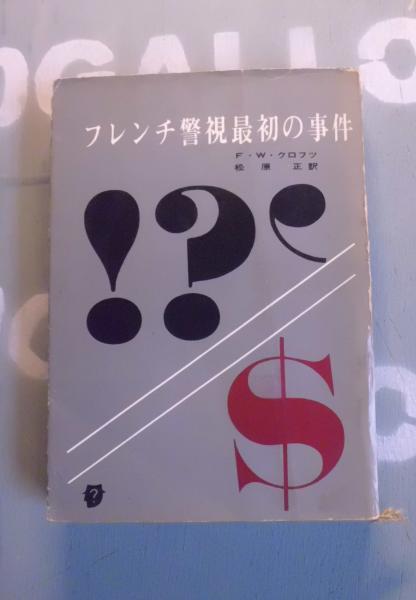 OGALLO
フレンチ警視最初の事件
F・W・クロフツ
松原 正訳
!?,
$
?